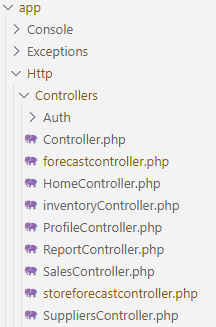 app
Console
Exceptions
Http
Controllers
Auth
Controller.php
forecastcontroller.php
HomeController.php
inventoryController.php
ProfileController.php
ReportController.php
SalesController.php
storeforecastcontroller.php
SuppliersController.php